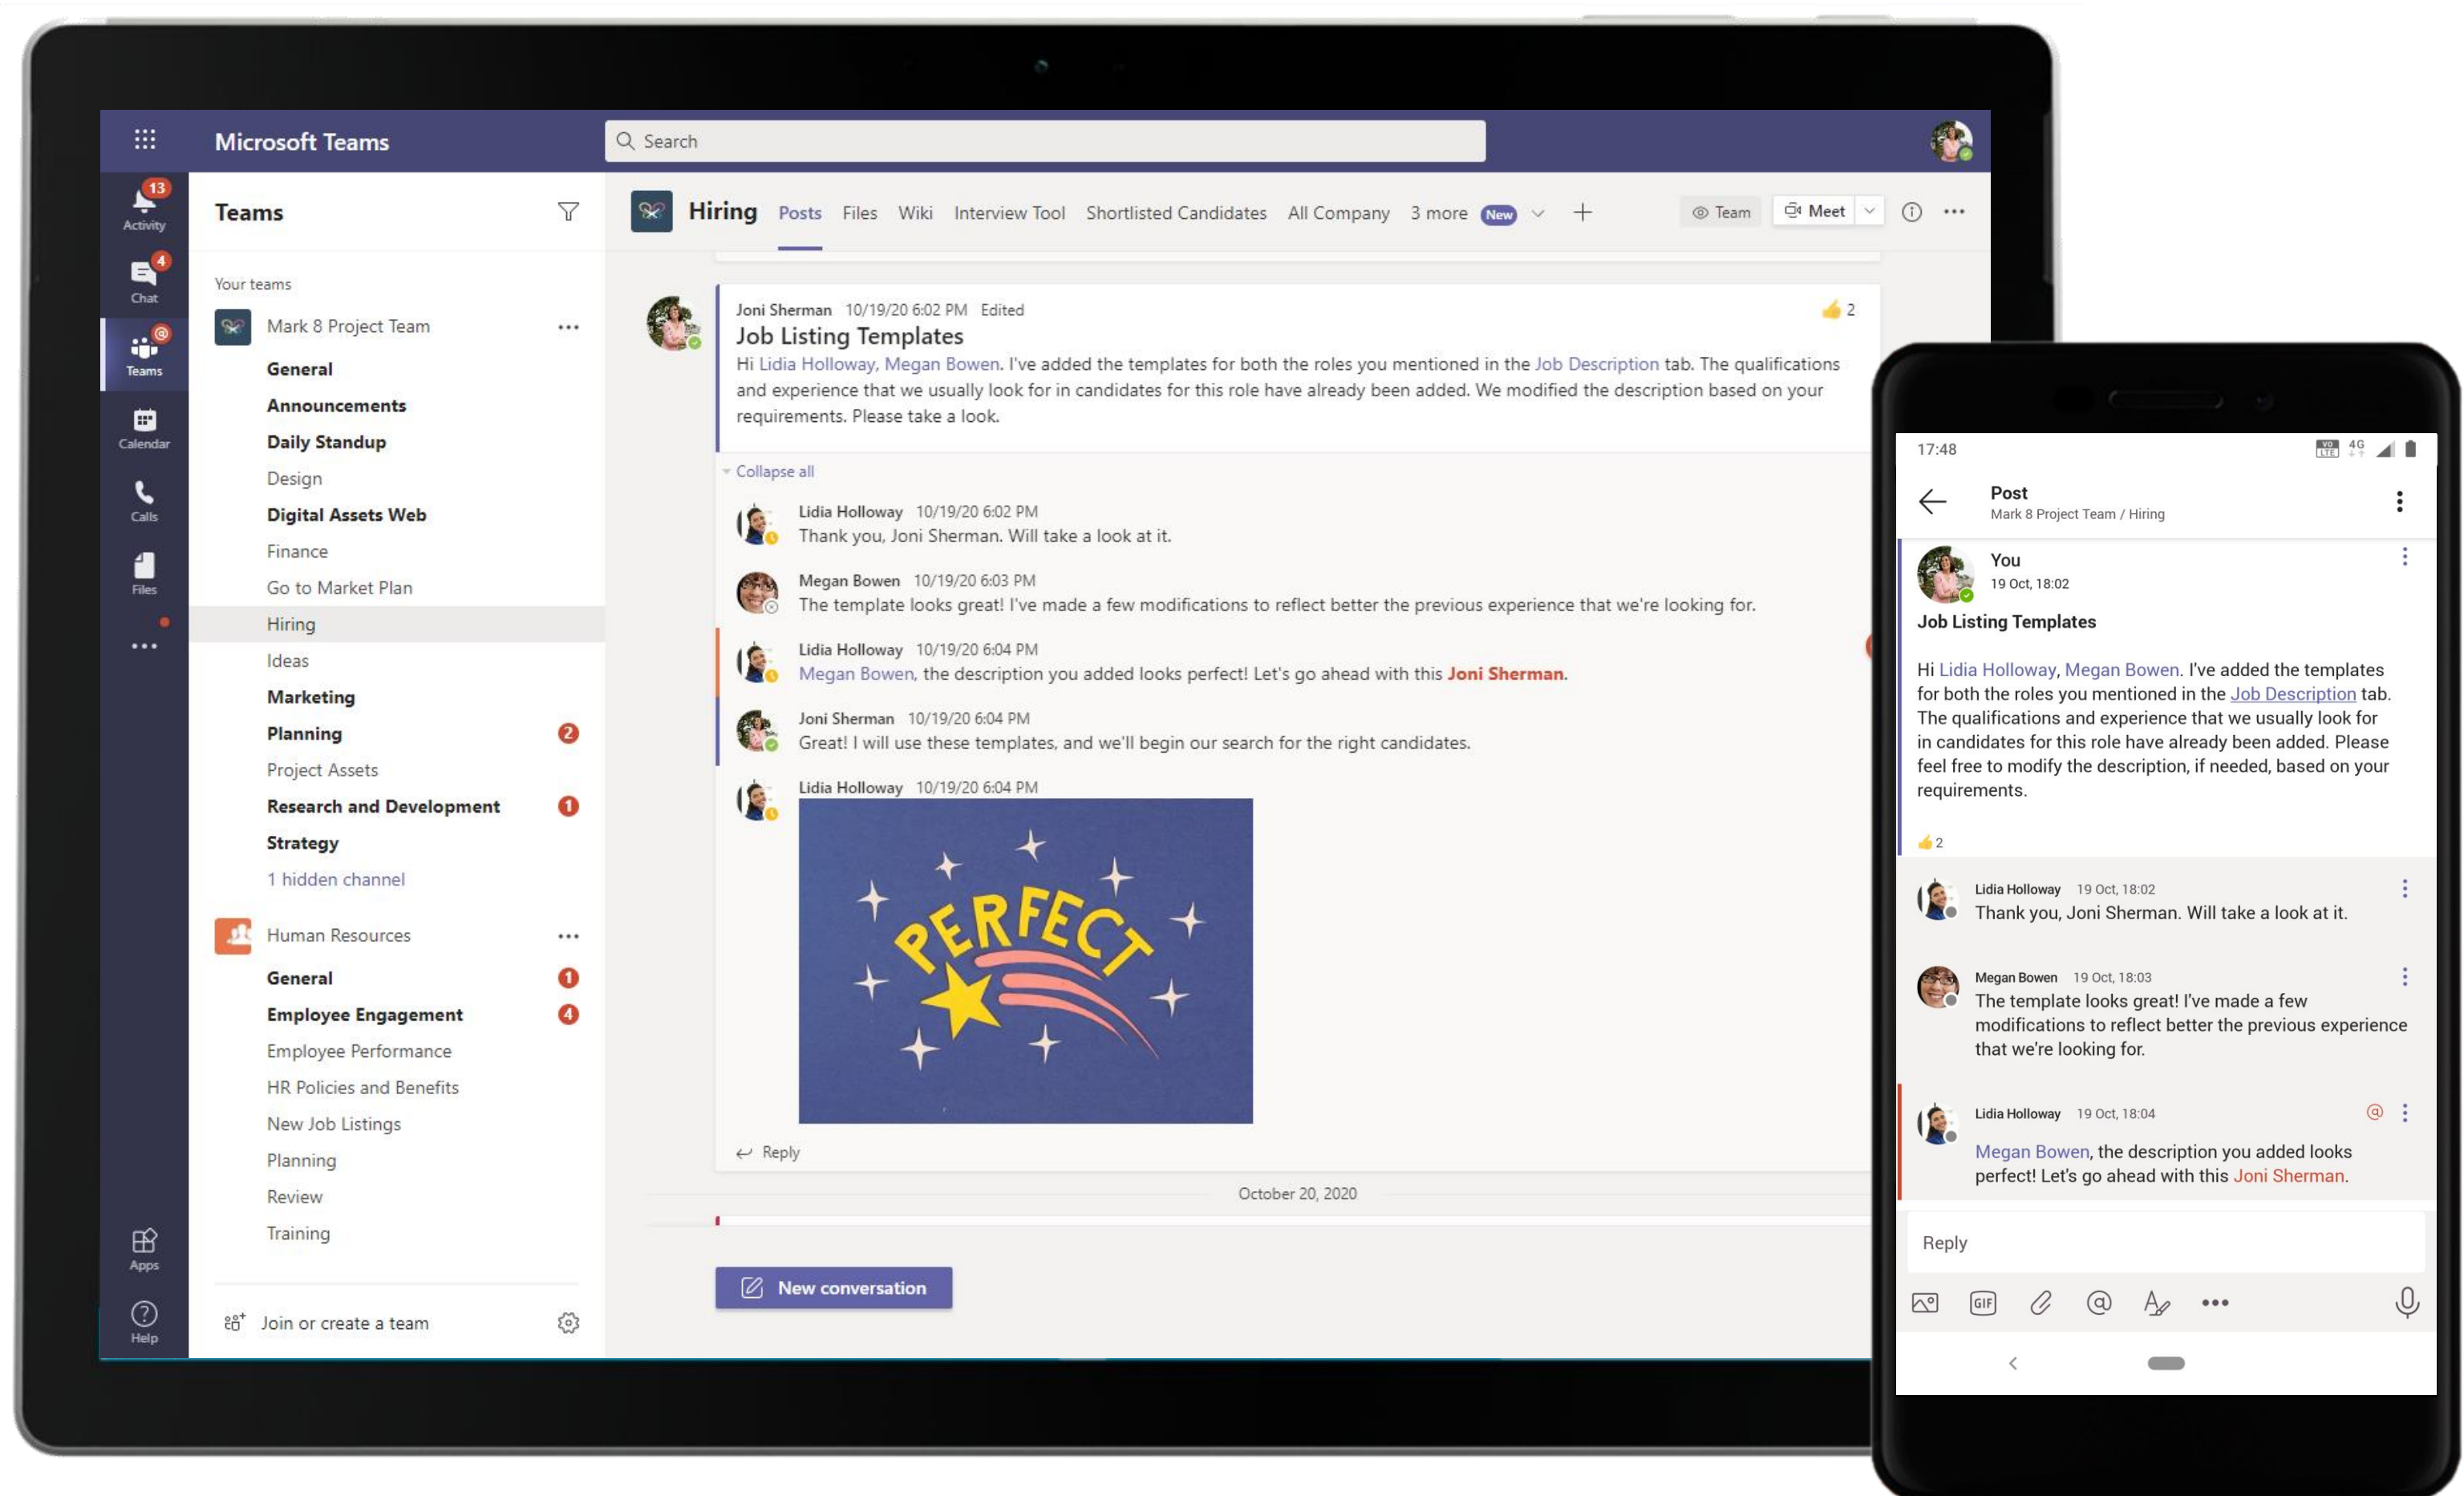 Microsoft Teams
Search
13
Activity
4
Chat
@
Teams
Calendar
Calls
Files
Apps
Help
Teams
Your teams
Mark 8 Project Team
General
Announcements
Daily Standup
Design
Digital Assets Web
Finance
Go to Market Plan
Hiring
Ideas
Marketing
Planning 2
Project Assets
Research and Development 1
Strategy
1 hidden channel
Human Resources
General 1
Employee Engagement 4
Employee Performance
HR Policies and Benefits
New Job Listings
Planning
Review
Training
Join or create a team
Hiring Posts Files Wiki Interview Tool Shortlisted Candidates All Company 3 more New Team Meet
Joni Sherman 10/19/20 6:02 PM Edited 2
Job Listing Templates
Hi Lidia Holloway, Megan Bowen. I've added the templates for both the roles you mentioned in the Job Description tab. The qualifications
and experience that we usually look for in candidates for this role have already been added. We modified the description based on your
requirements. Please take a look.
Collapse all
Lidia Holloway 10/19/20 6:02 PM
Thank you, Joni Sherman. Will take a look at it.
Megan Bowen 10/19/20 6:03 PM
The template looks great! I've made a few modifications to reflect better the previous experience that we're looking for.
Lidia Holloway 10/19/20 6:04 PM
Megan Bowen, the description you added looks perfect! Let's go ahead with this Joni Sherman.
Joni Sherman 10/19/20 6:04 PM
Great! I will use these templates, and we'll begin our search for the right candidates.
Lidia Holloway 10/19/20 6:04 PM
PERFECT
Reply
October 20, 2020
New conversation
17:48 VO LTE 4G
Post
Mark 8 Project Team / Hiring
You
19 Oct, 18:02
Job Listing Templates
Hi Lidia Holloway, Megan Bowen. I've added the templates
for both the roles you mentioned in the Job Description tab.
The qualifications and experience that we usually look for
in candidates for this role have already been added. Please
feel free to modify the description, if needed, based on your
requirements.
2
Lidia Holloway 19 Oct, 18:02
Thank you, Joni Sherman. Will take a look at it.
Megan Bowen 19 Oct, 18:03
The template looks great! I've made a few
modifications to reflect better the previous experience
that we're looking for.
Lidia Holloway 19 Oct, 18:04 @
Megan Bowen, the description you added looks
perfect! Let's go ahead with this Joni Sherman.
Reply
GIF @